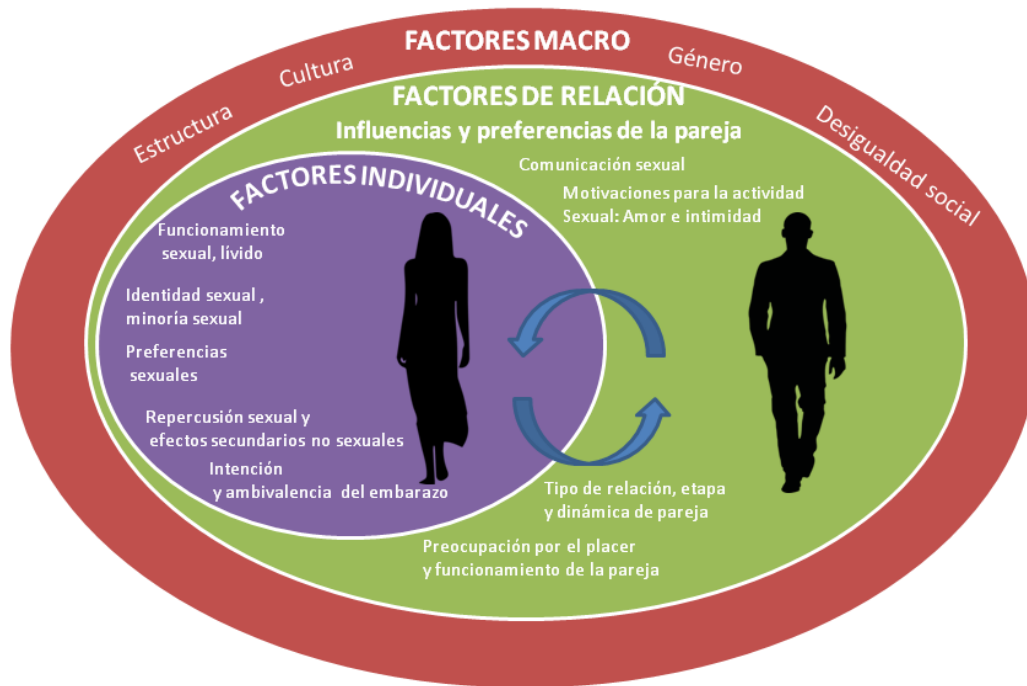 FACTORES MACRO
Estructura
Cultura
Género
Desigualdad social
FACTORES DE RELACIÓN
Influencias y preferencias de la pareja
Comunicación sexual
Motivaciones para la actividad
Sexual: Amor e intimidad
FACTORES INDIVIDUALES
Funcionamiento
sexual, lívido
Identidad sexual ,
minoría sexual
Preferencias
sexuales
Repercusión sexual y
efectos secundarios no sexuales
Intención
y ambivalencia del embarazo
Tipo de relación, etapa
y dinámica de pareja
Preocupación por el placer
y funcionamiento de la pareja